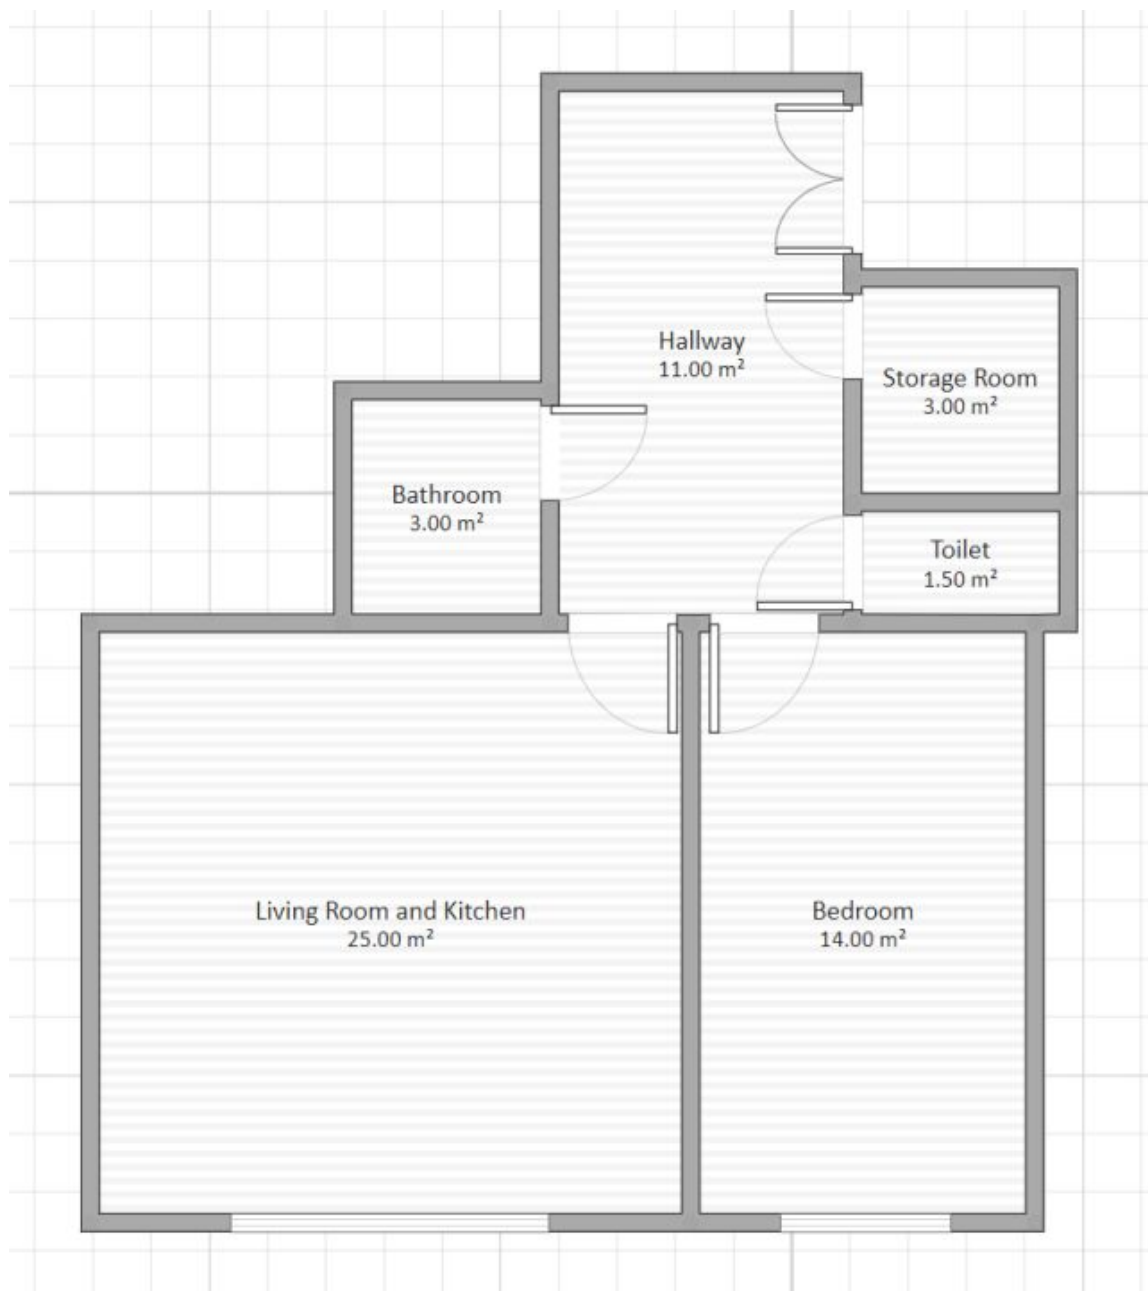 Hallway
11.00 m²
Storage Room
3.00 m²
Bathroom
3.00 m²
Toilet
1.50 m²
Living Room and Kitchen
25.00 m²
Bedroom
14.00 m²